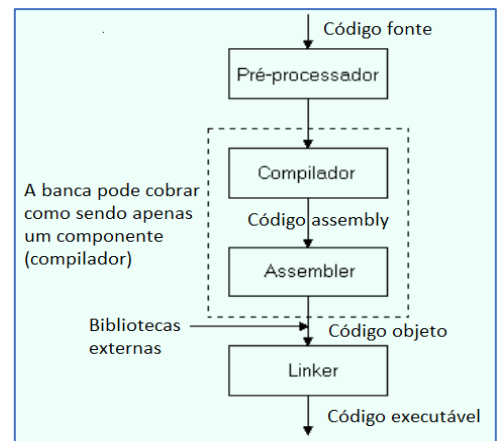 Código fonte
Pré-processador
Compilador
A banca pode cobrar
como sendo apenas
um componente
(compilador)
Código assembly
Assembler
Bibliotecas
externas
Código objeto
Linker
Código executável